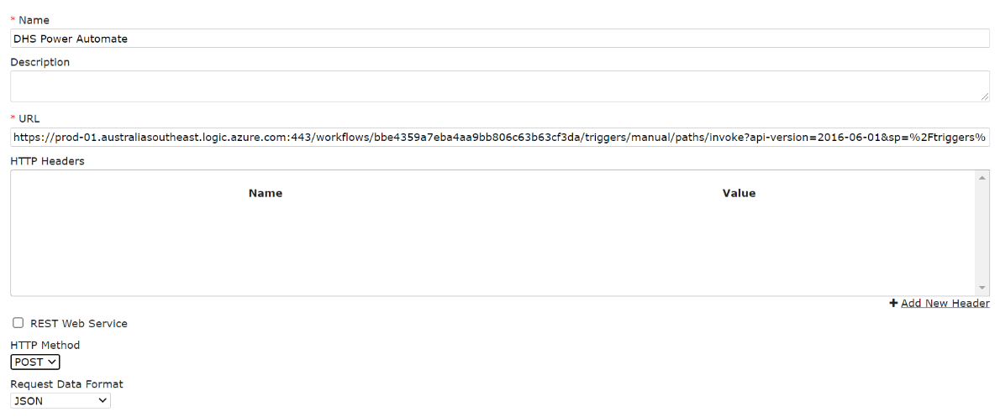 * Name
DHS Power Automate
Description
* URL
https://prod-01.australiasoutheast.logic.azure.com:443/workflows/bbe4359a7eba4aa9bb806c63b63cf3da/triggers/manual/paths/invoke?api-version=2016-06-01&sp=%2Ftriggers%
HTTP Headers
Name Value
+ Add New Header
REST Web Service
HTTP Method
POST
Request Data Format
JSON